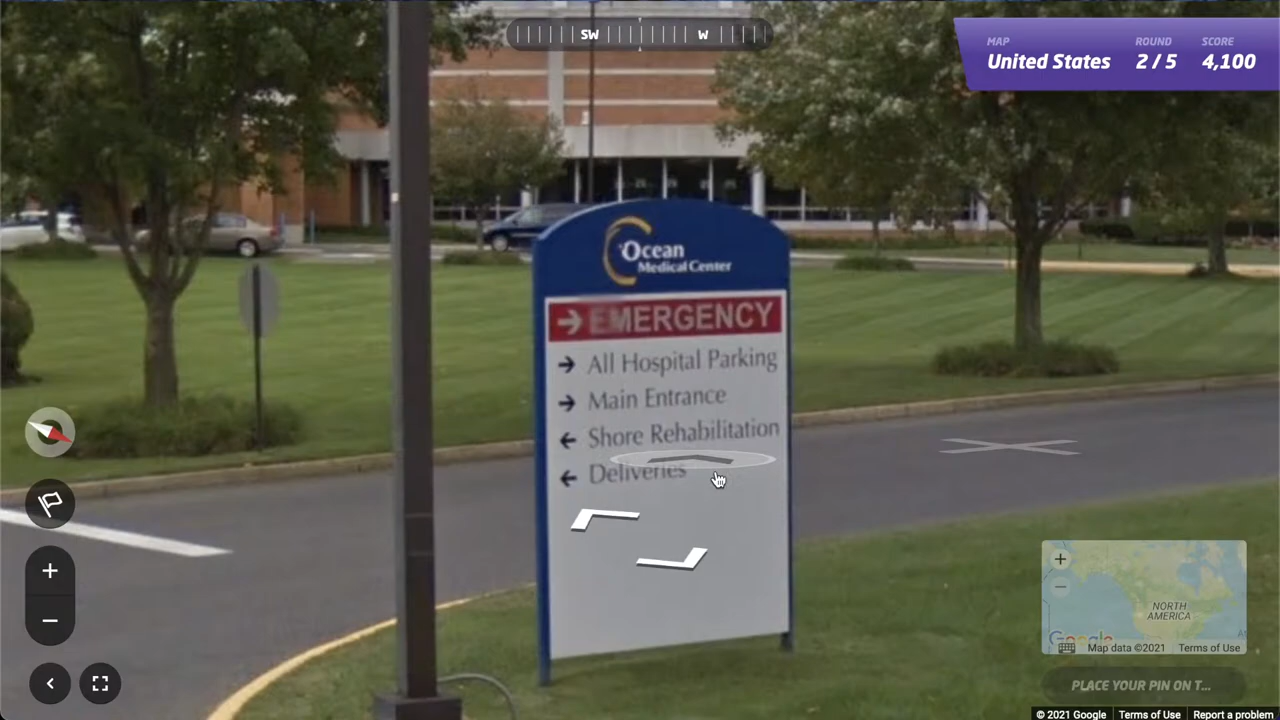 SW
W
MAP
United States
ROUND
2 / 5
SCORE
4,100
Ocean
Medical Center
EMERGENCY
All Hospital Parking
Main Entrance
Shore Rehabilitation
Deliveries
+
−
+
−
NORTH
AMERICA
Google
Map data ©2021
Terms of Use
PLACE YOUR PIN ON T...
© 2021 Google
Terms of Use
Report a problem